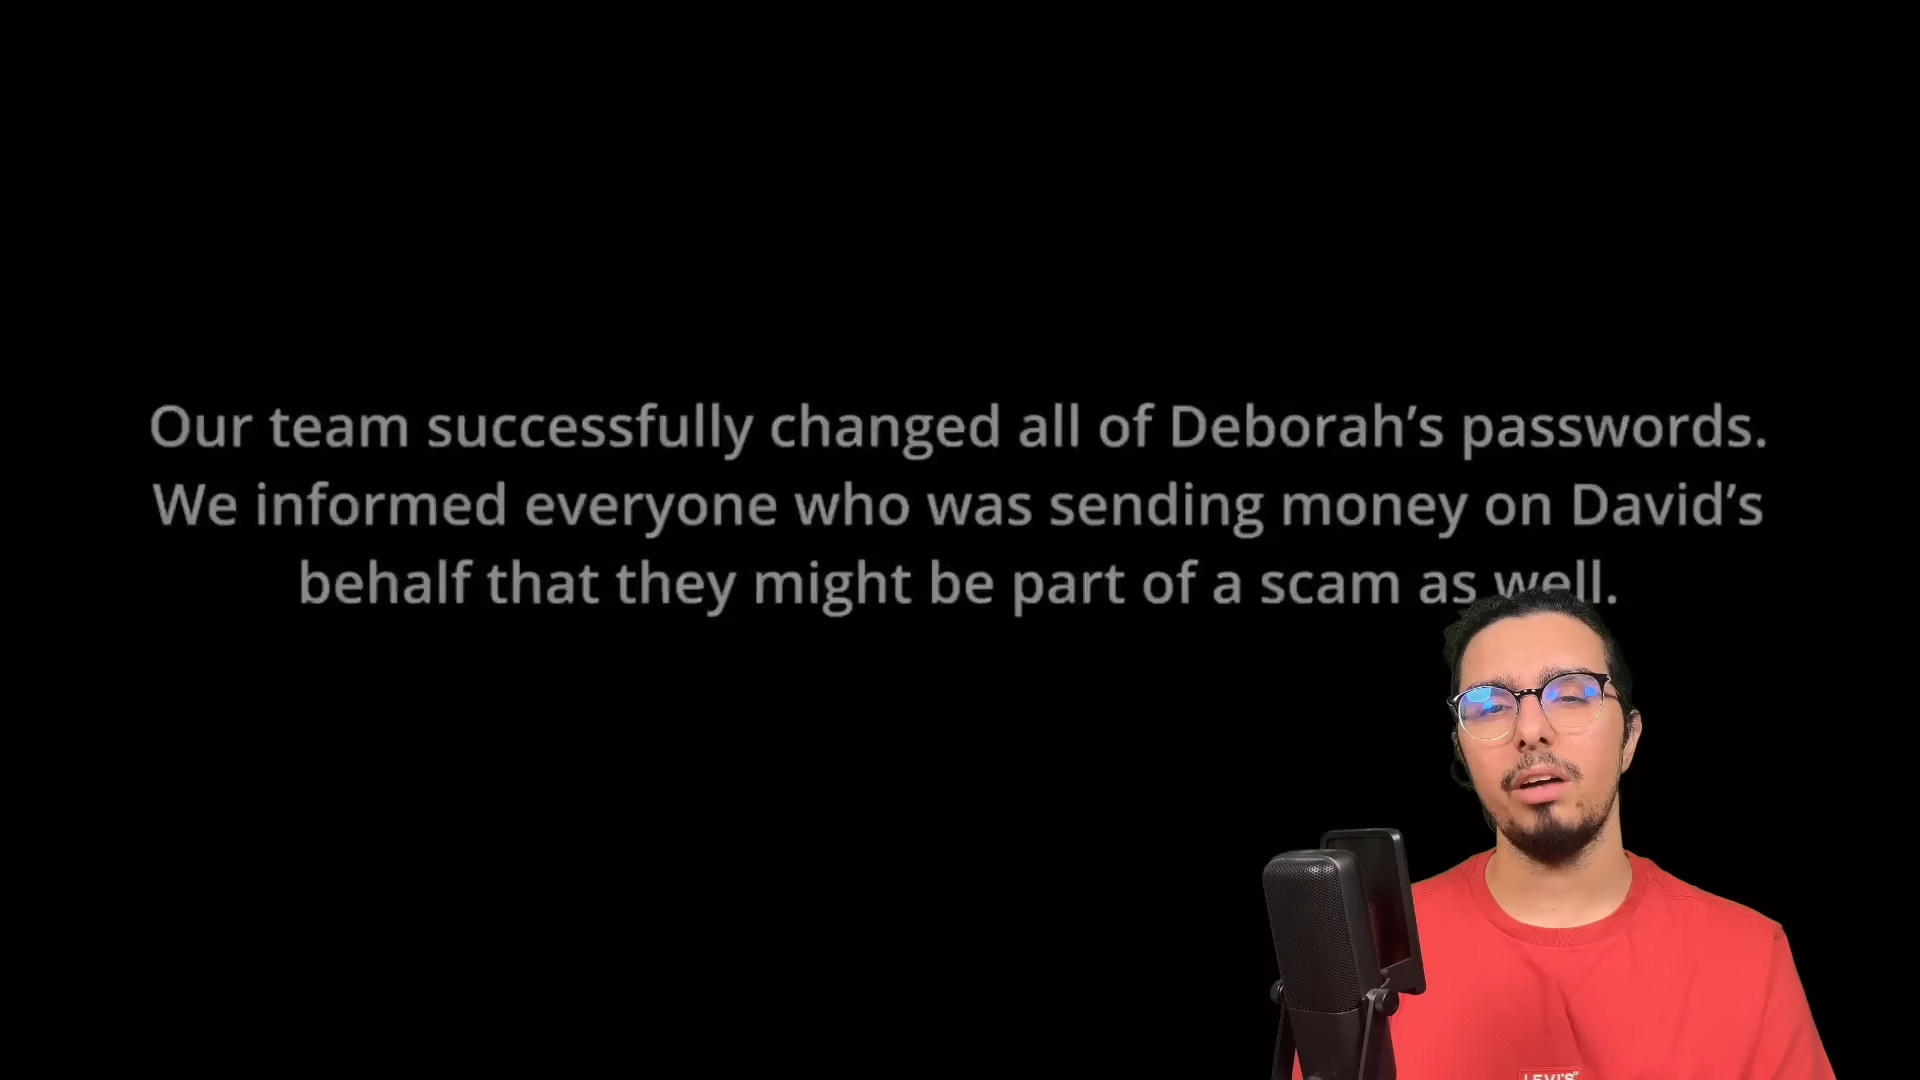 Our team successfully changed all of Deborah’s passwords.
We informed everyone who was sending money on David’s
behalf that they might be part of a scam as well.
LEVI'S